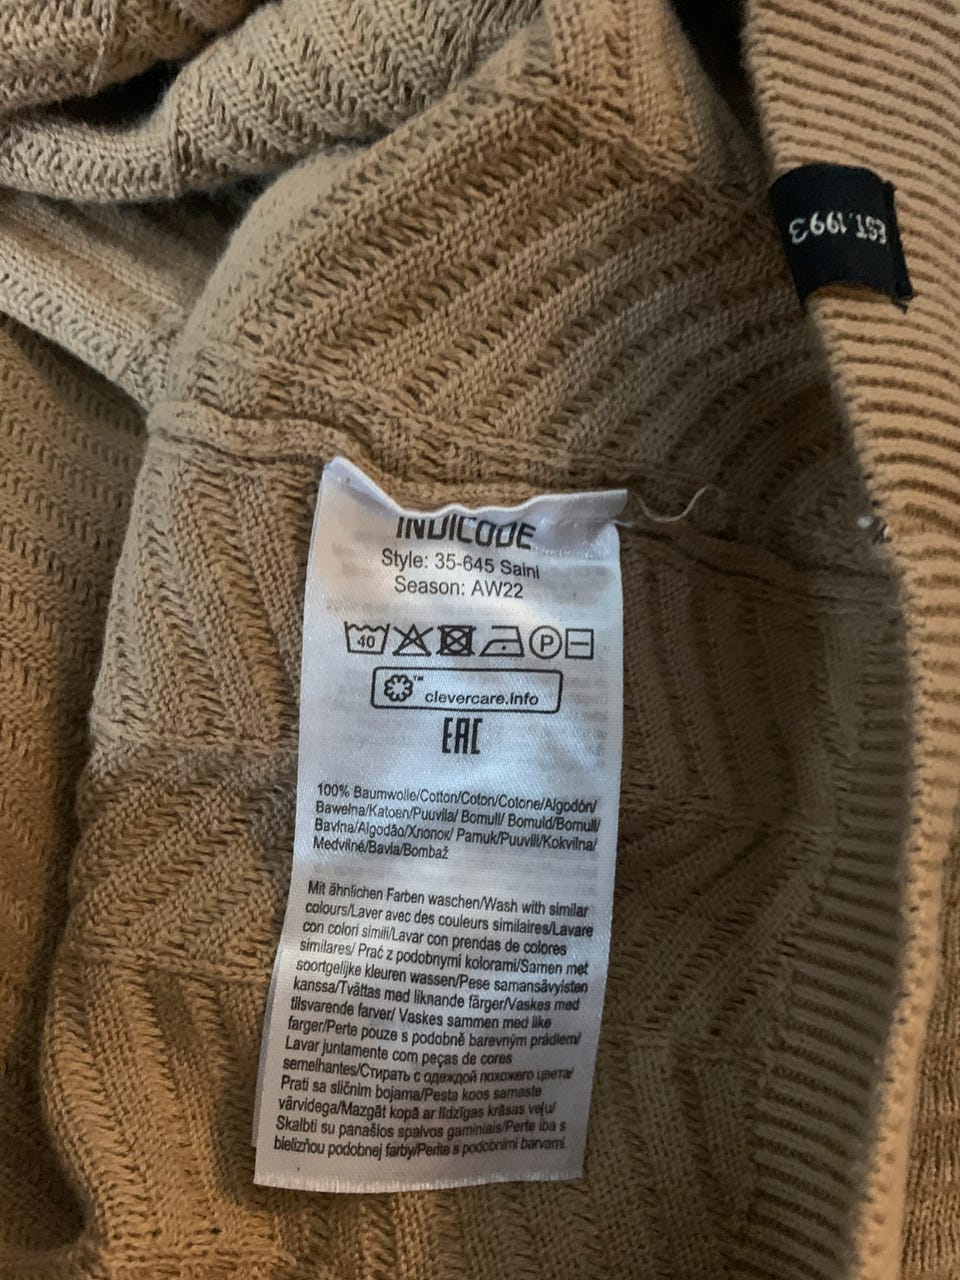 EST. 1993
INDICODE
Style: 35-645 Saini
Season: AW22
40
P
clevercare.info
EAC
100% Baumwolle/Cotton/Coton/Cotone/Algodón/
Bawełna/Katoen/Puuvilla/ Bomull/ Bomuld/Bomull/
Bavlna/Algodão/Хлопок/ Pamuk/Puuvill/Kokvilna/
Medvilné/Bavla/Bombaž
Mit ähnlichen Farben waschen/Wash with similar
colours/Laver avec des couleurs similaires/Lavare
con colori simili/Lavar con prendas de colores
similares/ Prać z podobnymi kolorami/Samen met
soortgelijke kleuren wassen/Pese samansävyisten
kanssa/Tvättas med liknande färger/Vaskes med
tilsvarende farver/ Vaskes sammen med like
farger/Perte pouze s podobně barevným prádlem/
Lavar juntamente com peças de cores
semelhantes/Стирать с одеждой похожего цвета/
Prati sa sličnim bojama/Pesta koos samaste
värvidega/Mazgāt kopā ar līdzīgas krāsas veļu/
Skalbti su panašios spalvos gaminiais/Perte iba s
bielizňou podobnej farby/Perite s podobnimi barvami.